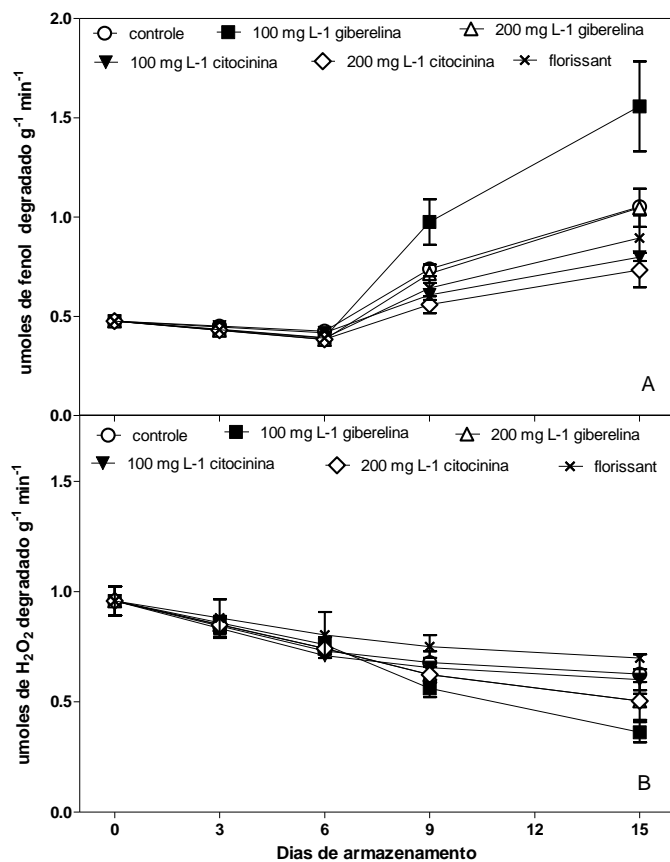 2.0
controle 100 mg L-1 giberelina 200 mg L-1 giberelina
100 mg L-1 citocinina 200 mg L-1 citocinina florissant
1.5
1.0
0.5
0.0
umoles de fenol degradado g⁻¹ min⁻¹
A
controle 100 mg L-1 giberelina 200 mg L-1 giberelina
100 mg L-1 citocinina 200 mg L-1 citocinina florissant
1.5
1.0
0.5
0.0
umoles de H₂O₂ degradado g⁻¹ min⁻¹
B
0 3 6 9 12 15
Dias de armazenamento